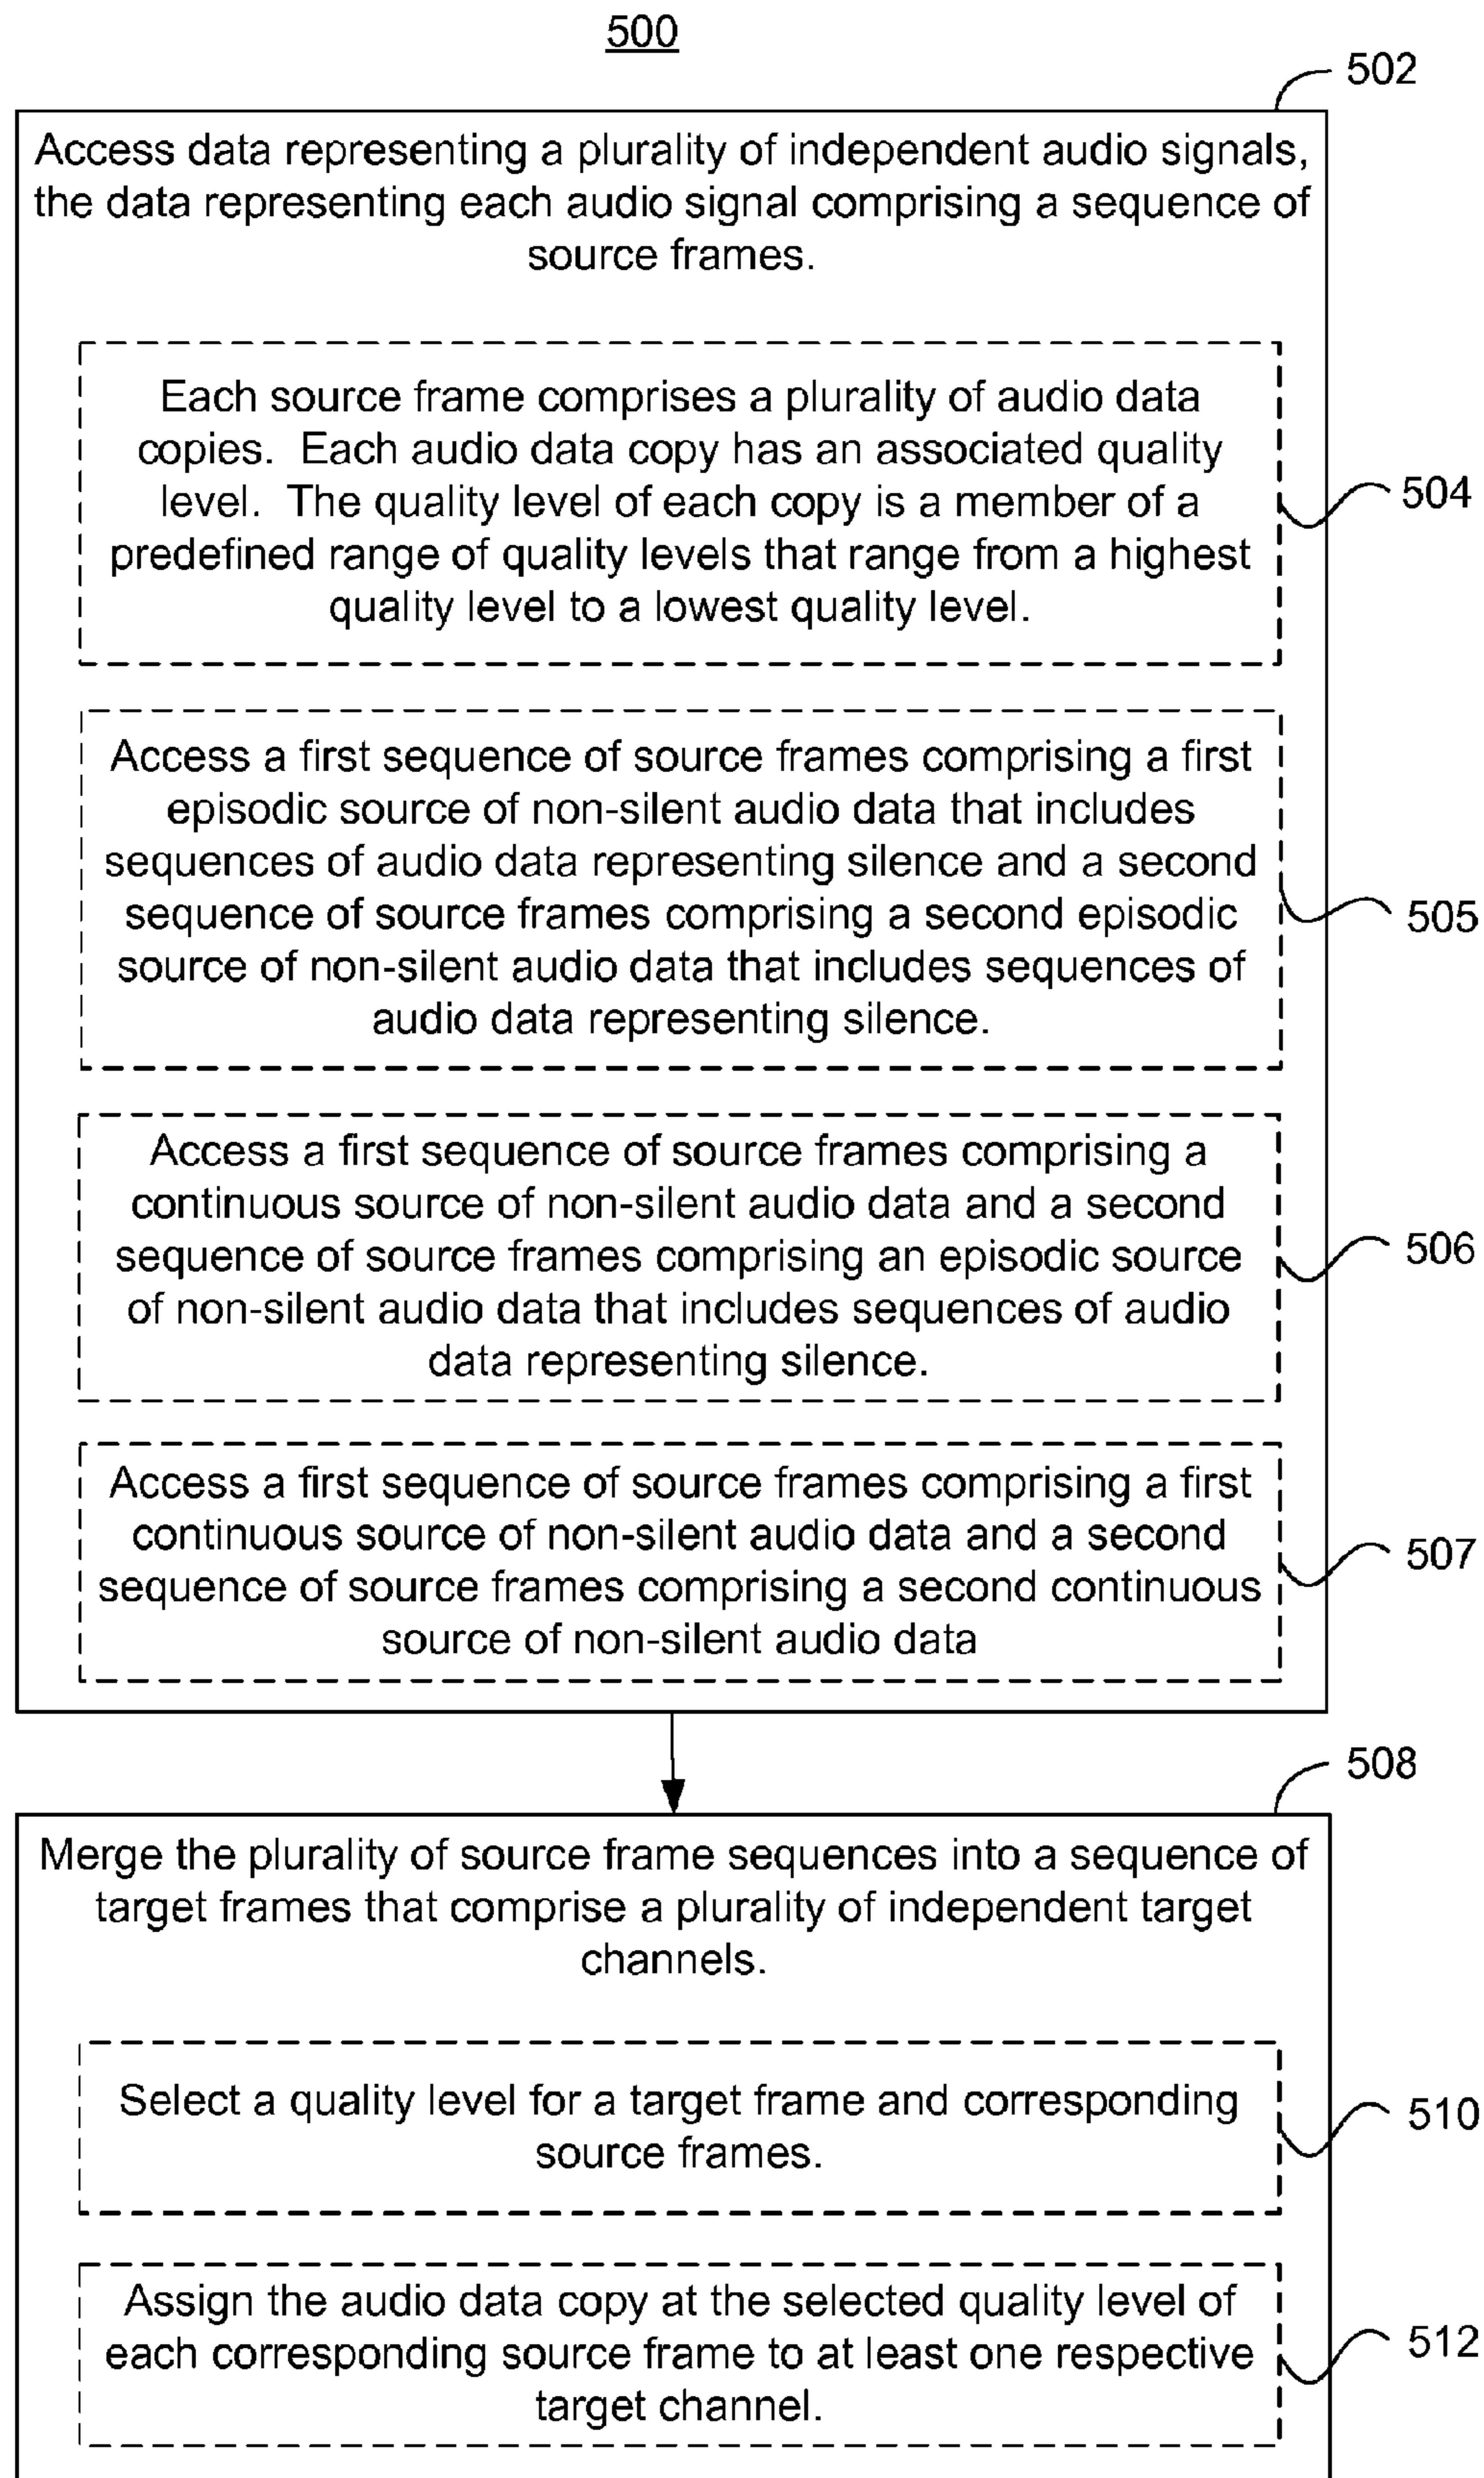 500
502
Access data representing a plurality of independent audio signals,
the data representing each audio signal comprising a sequence of
source frames.
Each source frame comprises a plurality of audio data
copies.  Each audio data copy has an associated quality
level.  The quality level of each copy is a member of a
predefined range of quality levels that range from a highest
quality level to a lowest quality level.
504
Access a first sequence of source frames comprising a first
episodic source of non-silent audio data that includes
sequences of audio data representing silence and a second
sequence of source frames comprising a second episodic
source of non-silent audio data that includes sequences of
audio data representing silence.
505
Access a first sequence of source frames comprising a
continuous source of non-silent audio data and a second
sequence of source frames comprising an episodic source
of non-silent audio data that includes sequences of audio
data representing silence.
506
Access a first sequence of source frames comprising a first
continuous source of non-silent audio data and a second
sequence of source frames comprising a second continuous
source of non-silent audio data
507
508
Merge the plurality of source frame sequences into a sequence of
target frames that comprise a plurality of independent target
channels.
Select a quality level for a target frame and corresponding
source frames.
510
Assign the audio data copy at the selected quality level of
each corresponding source frame to at least one respective
target channel.
512